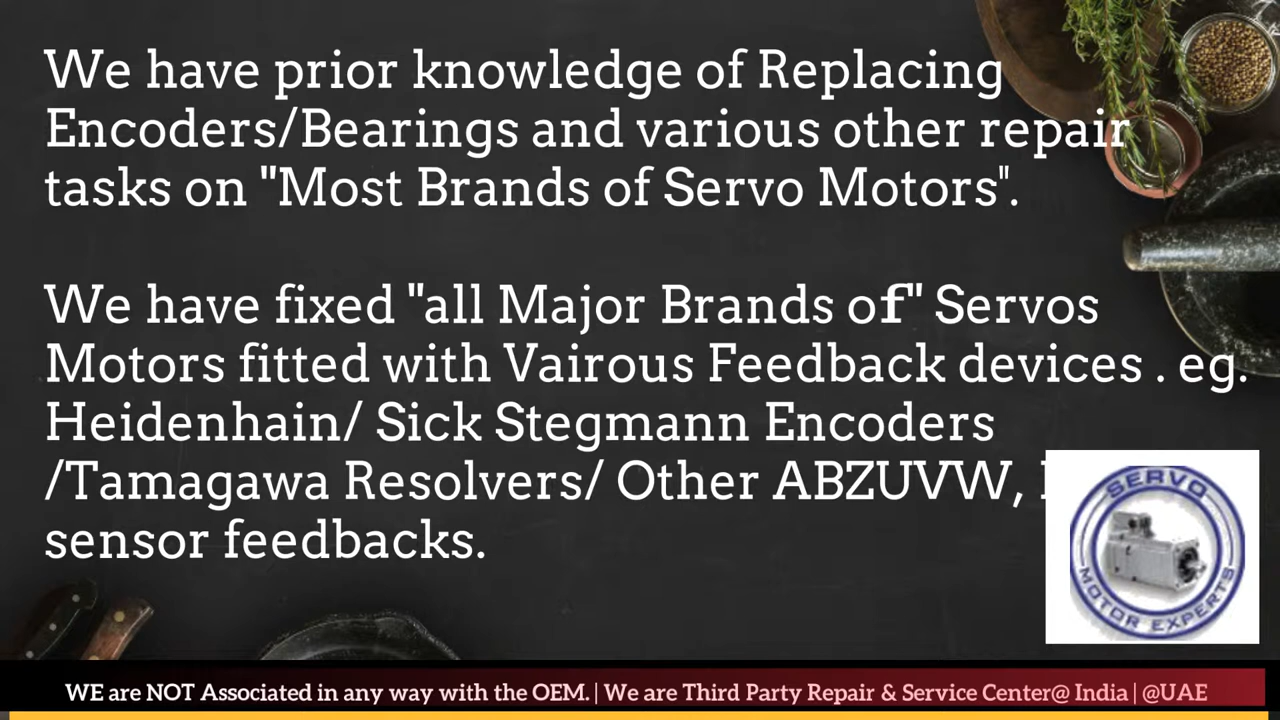 We have prior knowledge of Replacing
Encoders/Bearings and various other repair
tasks on "Most Brands of Servo Motors".
We have fixed "all Major Brands of" Servos
Motors fitted with Vairous Feedback devices . eg.
Heidenhain/ Sick Stegmann Encoders
/Tamagawa Resolvers/ Other ABZUVW,
sensor feedbacks.
SERVO
MOTOR EXPERTS
WE are NOT Associated in any way with the OEM. | We are Third Party Repair & Service Center@ India | @UAE